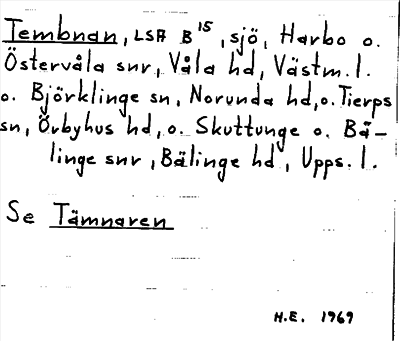 Tembnan, LSA B 15, sjö, Harbo o.
Östervåla snr, Våla hd, Västm. l.
o. Björklinge sn, Norunda hd, o. Tierps
sn, Örbyhus hd, o. Skuttunge o. Bä-
linge snr, Bälinge hd, Upps. l.
Se Tämnaren
H.E. 1969